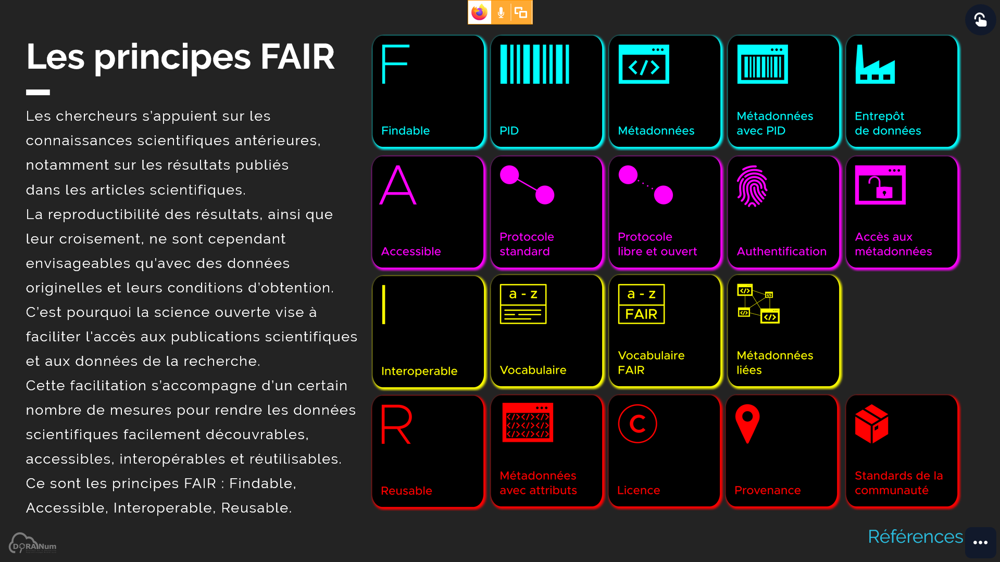 Les principes FAIR
Les chercheurs s’appuient sur les
connaissances scientifiques antérieures,
notamment sur les résultats publiés
dans les articles scientifiques.
La reproductibilité des résultats, ainsi que
leur croisement, ne sont cependant
envisageables qu’avec des données
originelles et leurs conditions d’obtention.
C’est pourquoi la science ouverte vise à
faciliter l'accès aux publications scientifiques
et aux données de la recherche.
Cette facilitation s’accompagne d’un certain
nombre de mesures pour rendre les données
scientifiques facilement découvrables,
accessibles, interopérables et réutilisables.
Ce sont les principes FAIR : Findable,
Accessible, Interoperable, Reusable.
F
Findable
PID
</>
Métadonnées
Métadonnées
avec PID
Entrepôt
de données
A
Accessible
Protocole
standard
Protocole
libre et ouvert
Authentification
Accès aux
métadonnées
I
Interoperable
a - z
Vocabulaire
a - z
FAIR
Vocabulaire
FAIR
</>
</>
</>
</>
Métadonnées
liées
R
Reusable
</></></>
</></></>
</></></>
Métadonnées
avec attributs
C
Licence
Provenance
Standards de la
communauté
DORANum
Références